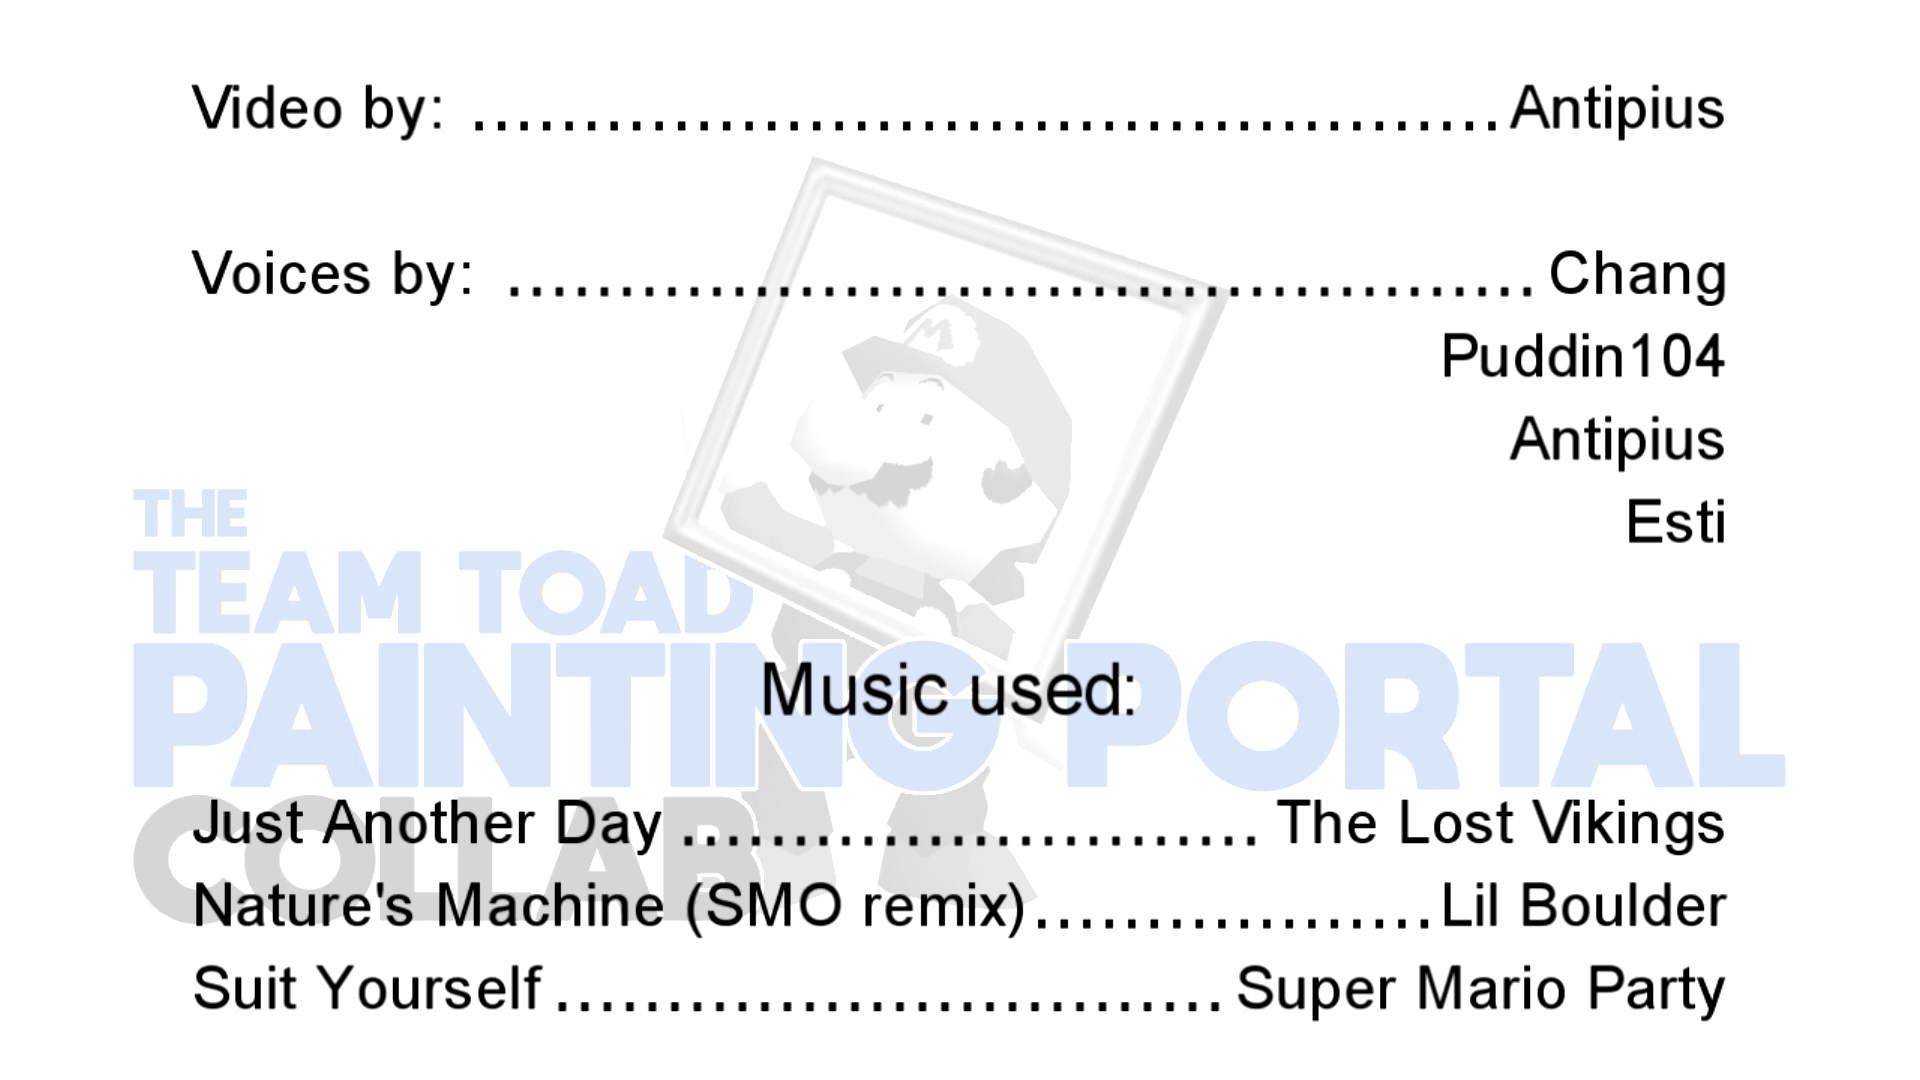 Video by: ..............................................Antipius
Voices by: ..............................................Chang
Puddin104
Antipius
Esti
THE
TEAM TOAD
PAINTING PORTAL
COLLAB
M
Music used:
Just Another Day .......................... The Lost Vikings
Nature's Machine (SMO remix)..................Lil Boulder
Suit Yourself..............................Super Mario Party